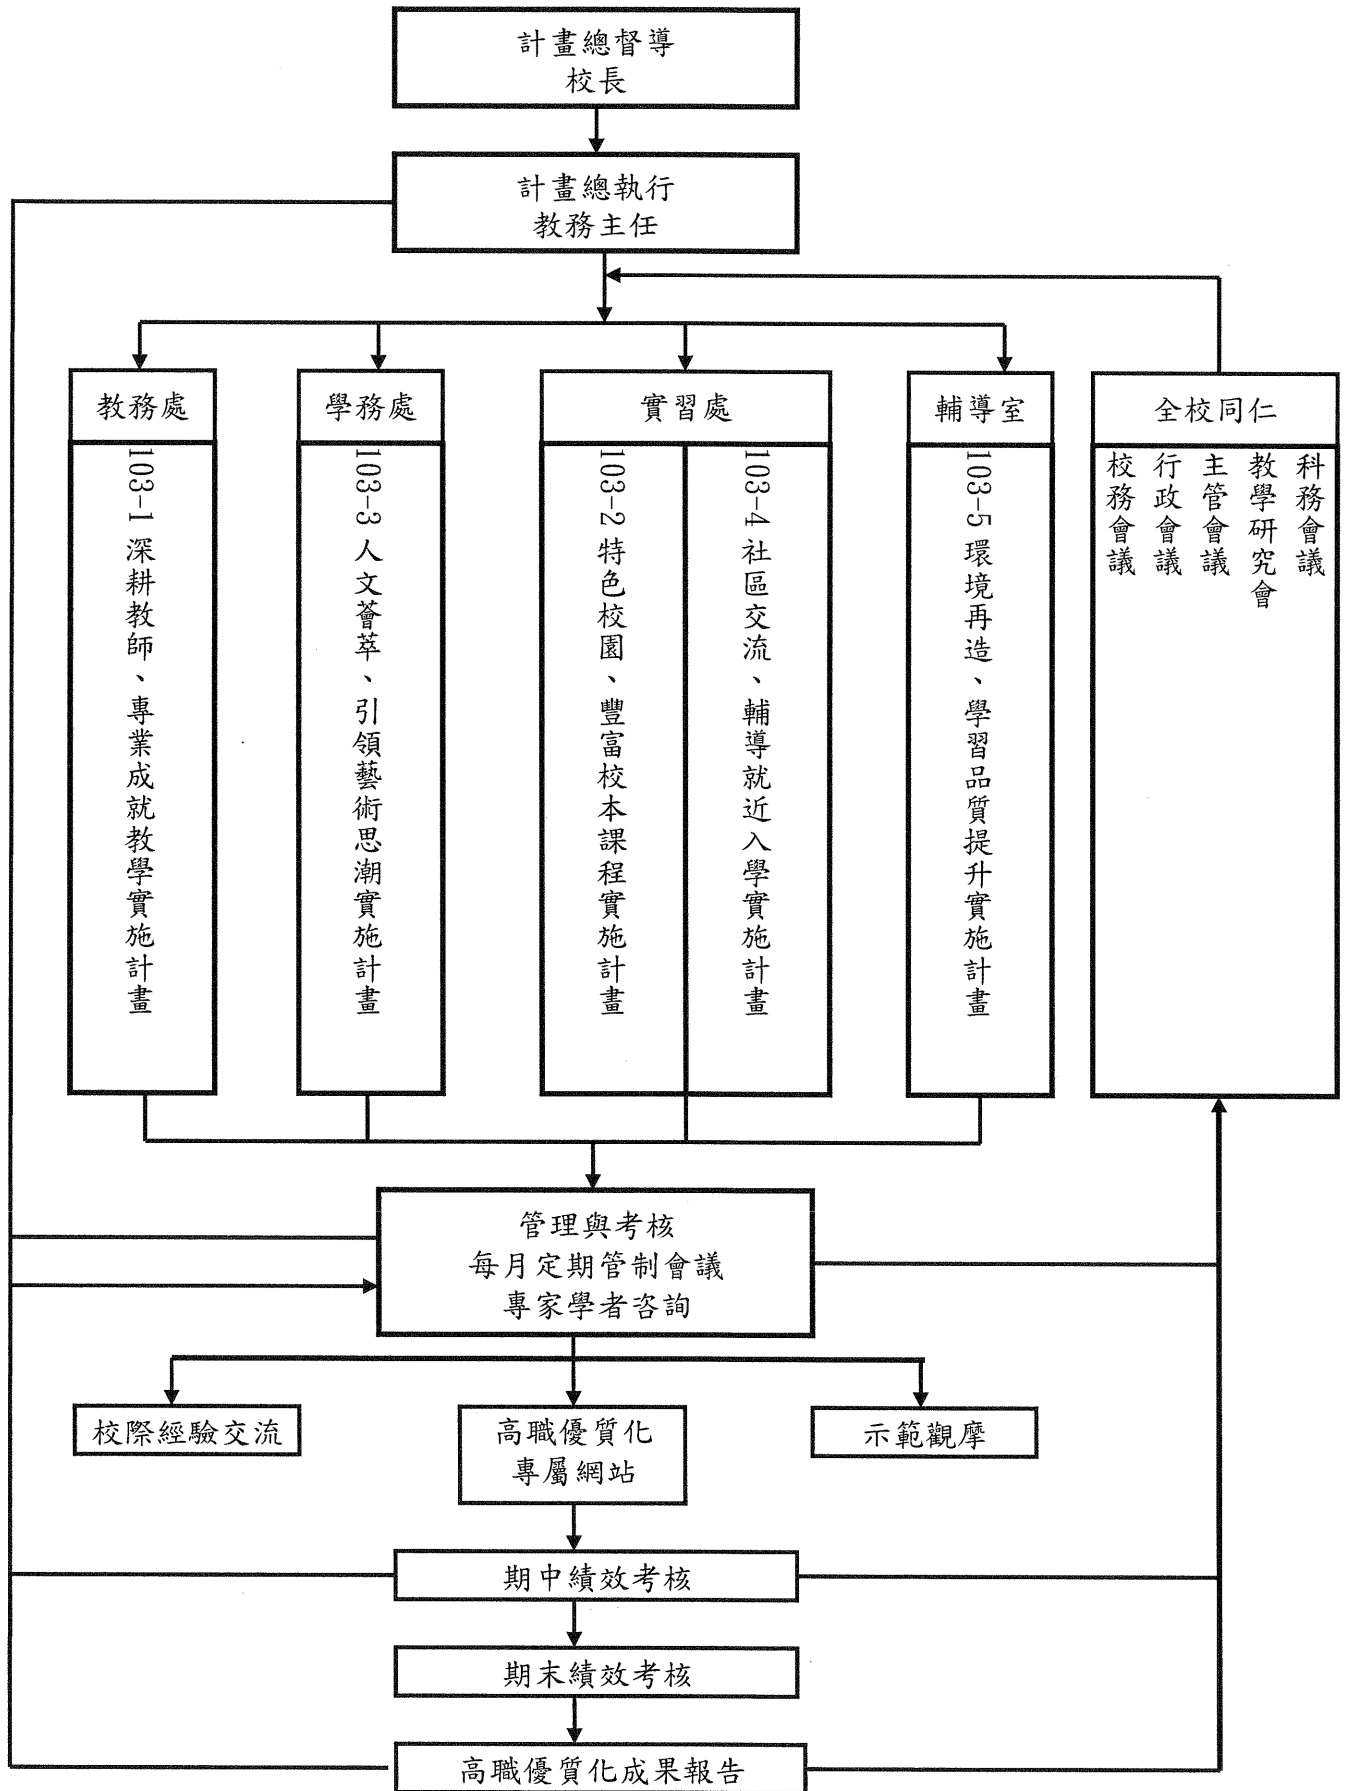 計畫總督導
校長
計畫總執行
教務主任
教務處
103-1 深耕教師、專業成就教學實施計畫
學務處
103-3 人文薈萃、引領藝術思潮實施計畫
實習處
103-2 特色校園、豐富校本課程實施計畫
103-4 社區交流、輔導就近入學實施計畫
輔導室
103-5 環境再造、學習品質提升實施計畫
全校同仁
科務會議
教學研究會
主管會議
行政會議
校務會議
管理與考核
每月定期管制會議
專家學者咨詢
校際經驗交流
高職優質化
專屬網站
示範觀摩
期中績效考核
期末績效考核
高職優質化成果報告